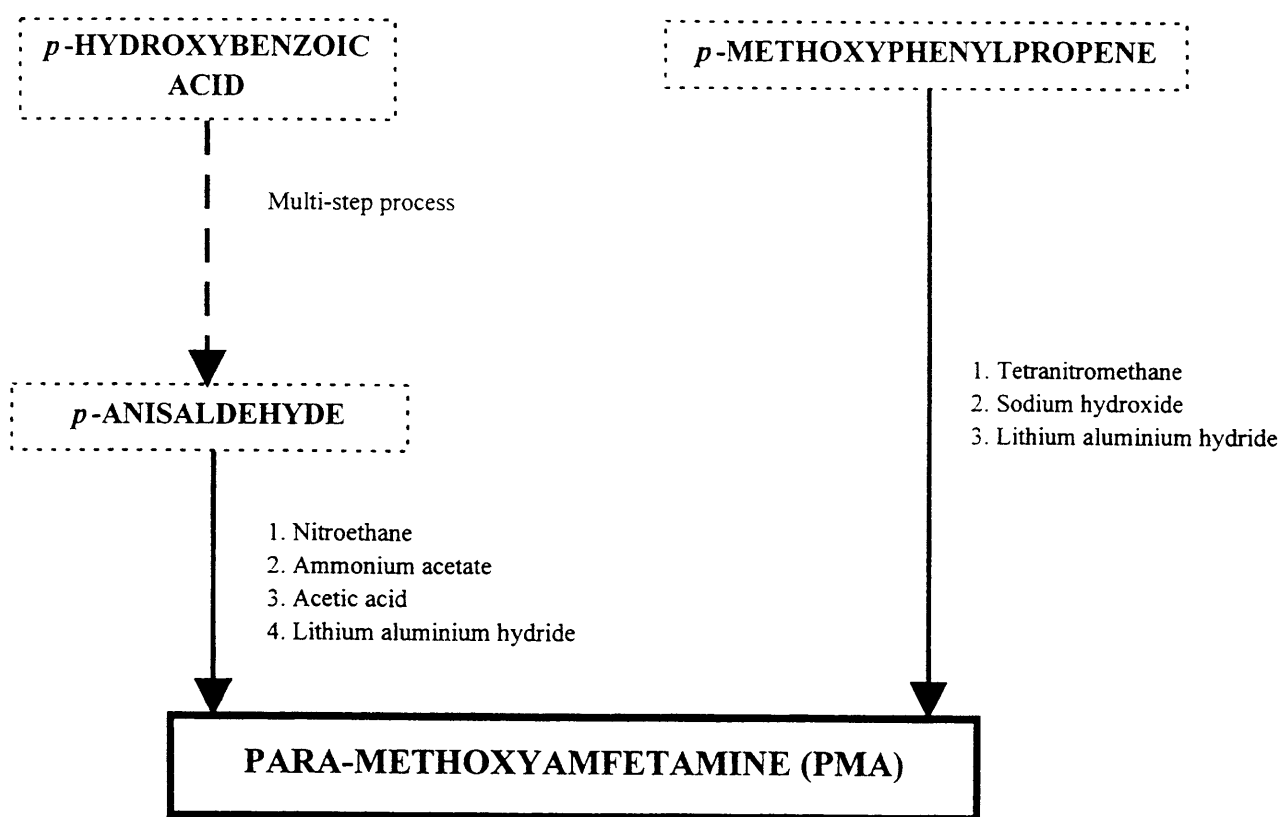 p-HYDROXYBENZOIC
ACID
p-METHOXYPHENYLPROPENE
Multi-step process
p-ANISALDEHYDE
1. Tetranitromethane
2. Sodium hydroxide
3. Lithium aluminium hydride
1. Nitroethane
2. Ammonium acetate
3. Acetic acid
4. Lithium aluminium hydride
PARA-METHOXYAMFETAMINE (PMA)